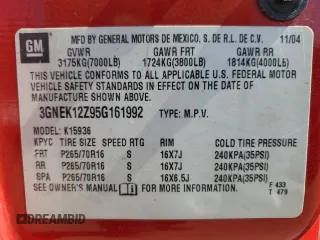 GM
MFD BY GENERAL MOTORS DE MEXICO, S. DE R.L. DE C.V. 11/04
GVWR GAWR FRT GAWR RR
3175KG(7000LB) 1724KG(3800LB) 1814KG(4000LB)
THIS VEHICLE CONFORMS TO ALL APPLICABLE U.S. FEDERAL MOTOR
VEHICLE SAFETY STANDARDS IN EFFECT ON THE DATE OF
MANUFACTURE SHOWN ABOVE.
3GNEK12Z95G161992 TYPE: M.P.V.
MODEL: K15936
KPYC TIRE SIZE SPEED RTG RIM COLD TIRE PRESSURE
FRT P265/70R16 S 16X7J 240KPA(35PSI)
RR P265/70R16 S 16X7J 240KPA(35PSI)
SPA P265/70R16 S 16X6.5J 240KPA(35PSI)
SEE OWNER'S MANUAL FOR ADDITIONAL INFORMATION.
F 433
T 479
DREAMBID